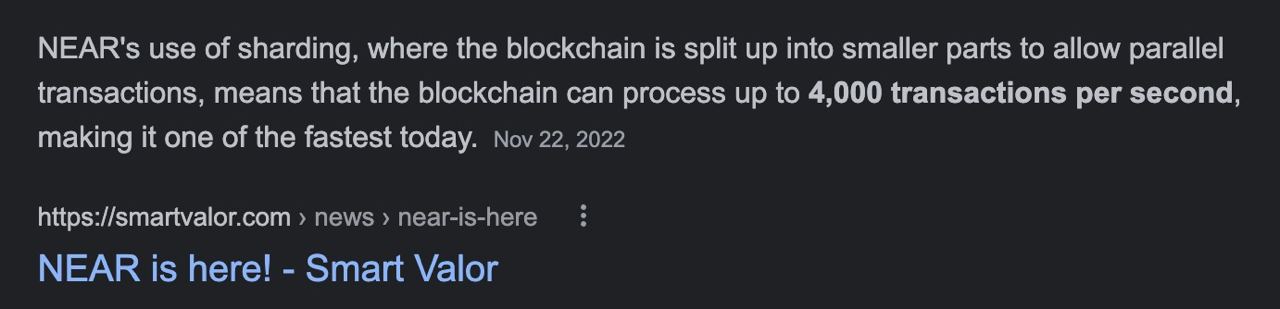 NEAR's use of sharding, where the blockchain is split up into smaller parts to allow parallel
transactions, means that the blockchain can process up to 4,000 transactions per second,
making it one of the fastest today. Nov 22, 2022
https://smartvalor.com › news › near-is-here
NEAR is here! - Smart Valor